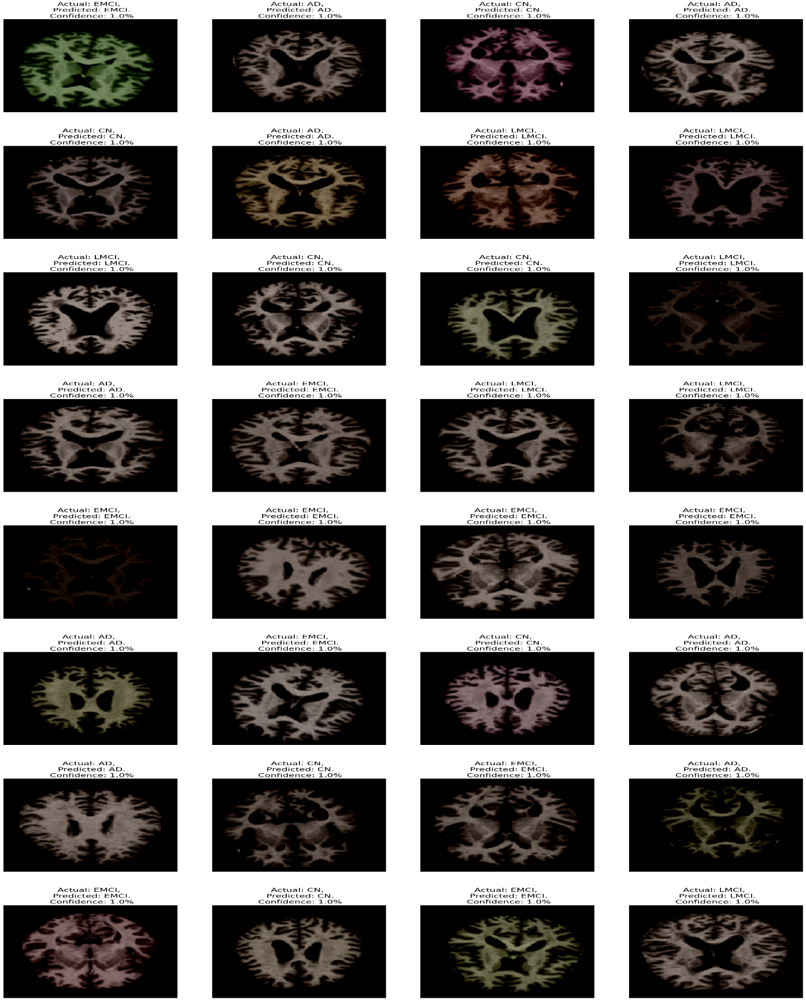 Actual: EMCI,
Predicted: EMCI.
Confidence: 1.0%
Actual: AD,
Predicted: AD.
Confidence: 1.0%
Actual: CN,
Predicted: CN.
Confidence: 1.0%
Actual: AD,
Predicted: AD.
Confidence: 1.0%
Actual: CN,
Predicted: CN.
Confidence: 1.0%
Actual: AD,
Predicted: AD.
Confidence: 1.0%
Actual: LMCI,
Predicted: LMCI.
Confidence: 1.0%
Actual: LMCI,
Predicted: LMCI.
Confidence: 1.0%
Actual: LMCI,
Predicted: LMCI.
Confidence: 1.0%
Actual: CN,
Predicted: CN.
Confidence: 1.0%
Actual: CN,
Predicted: CN.
Confidence: 1.0%
Actual: LMCI,
Predicted: LMCI.
Confidence: 1.0%
Actual: AD,
Predicted: AD.
Confidence: 1.0%
Actual: EMCI,
Predicted: EMCI.
Confidence: 1.0%
Actual: LMCI,
Predicted: LMCI.
Confidence: 1.0%
Actual: LMCI,
Predicted: LMCI.
Confidence: 1.0%
Actual: EMCI,
Predicted: EMCI.
Confidence: 1.0%
Actual: EMCI,
Predicted: EMCI.
Confidence: 1.0%
Actual: EMCI,
Predicted: EMCI.
Confidence: 1.0%
Actual: EMCI,
Predicted: EMCI.
Confidence: 1.0%
Actual: AD,
Predicted: AD.
Confidence: 1.0%
Actual: EMCI,
Predicted: EMCI.
Confidence: 1.0%
Actual: CN,
Predicted: CN.
Confidence: 1.0%
Actual: AD,
Predicted: AD.
Confidence: 1.0%
Actual: AD,
Predicted: AD.
Confidence: 1.0%
Actual: CN,
Predicted: CN.
Confidence: 1.0%
Actual: EMCI,
Predicted: EMCI.
Confidence: 1.0%
Actual: AD,
Predicted: AD.
Confidence: 1.0%
Actual: EMCI,
Predicted: EMCI.
Confidence: 1.0%
Actual: CN,
Predicted: CN.
Confidence: 1.0%
Actual: EMCI,
Predicted: EMCI.
Confidence: 1.0%
Actual: LMCI,
Predicted: LMCI.
Confidence: 1.0%